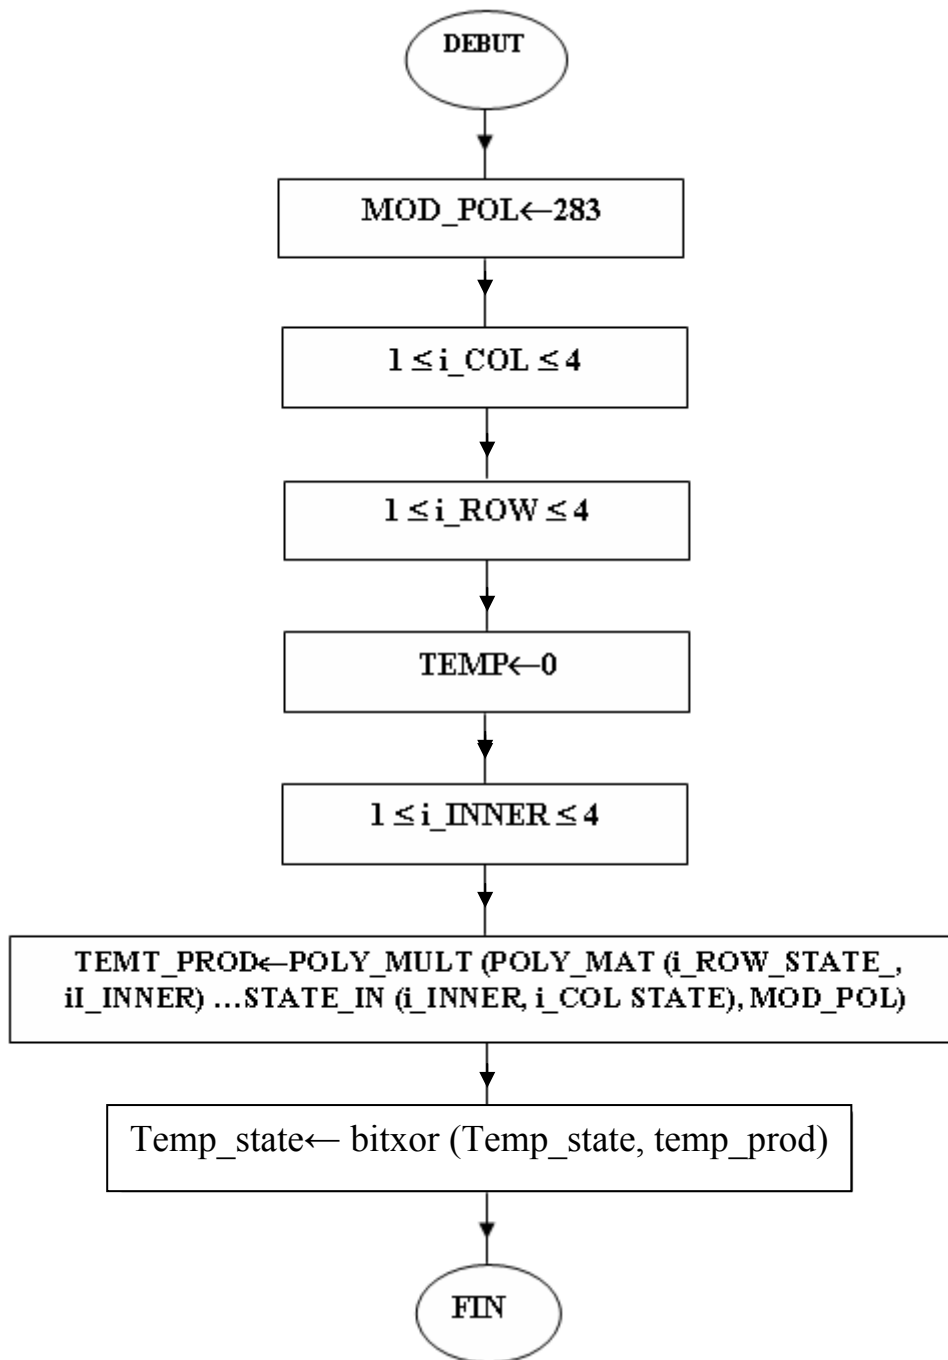 DEBUT
MOD_POL←283
1 ≤ i_COL ≤ 4
1 ≤ i_ROW ≤ 4
TEMP←0
1 ≤ i_INNER ≤ 4
TEMT_PROD←POLY_MULT (POLY_MAT (i_ROW_STATE_,
iI_INNER) ...STATE_IN (i_INNER, i_COL STATE), MOD_POL)
Temp_state← bitxor (Temp_state, temp_prod)
FIN